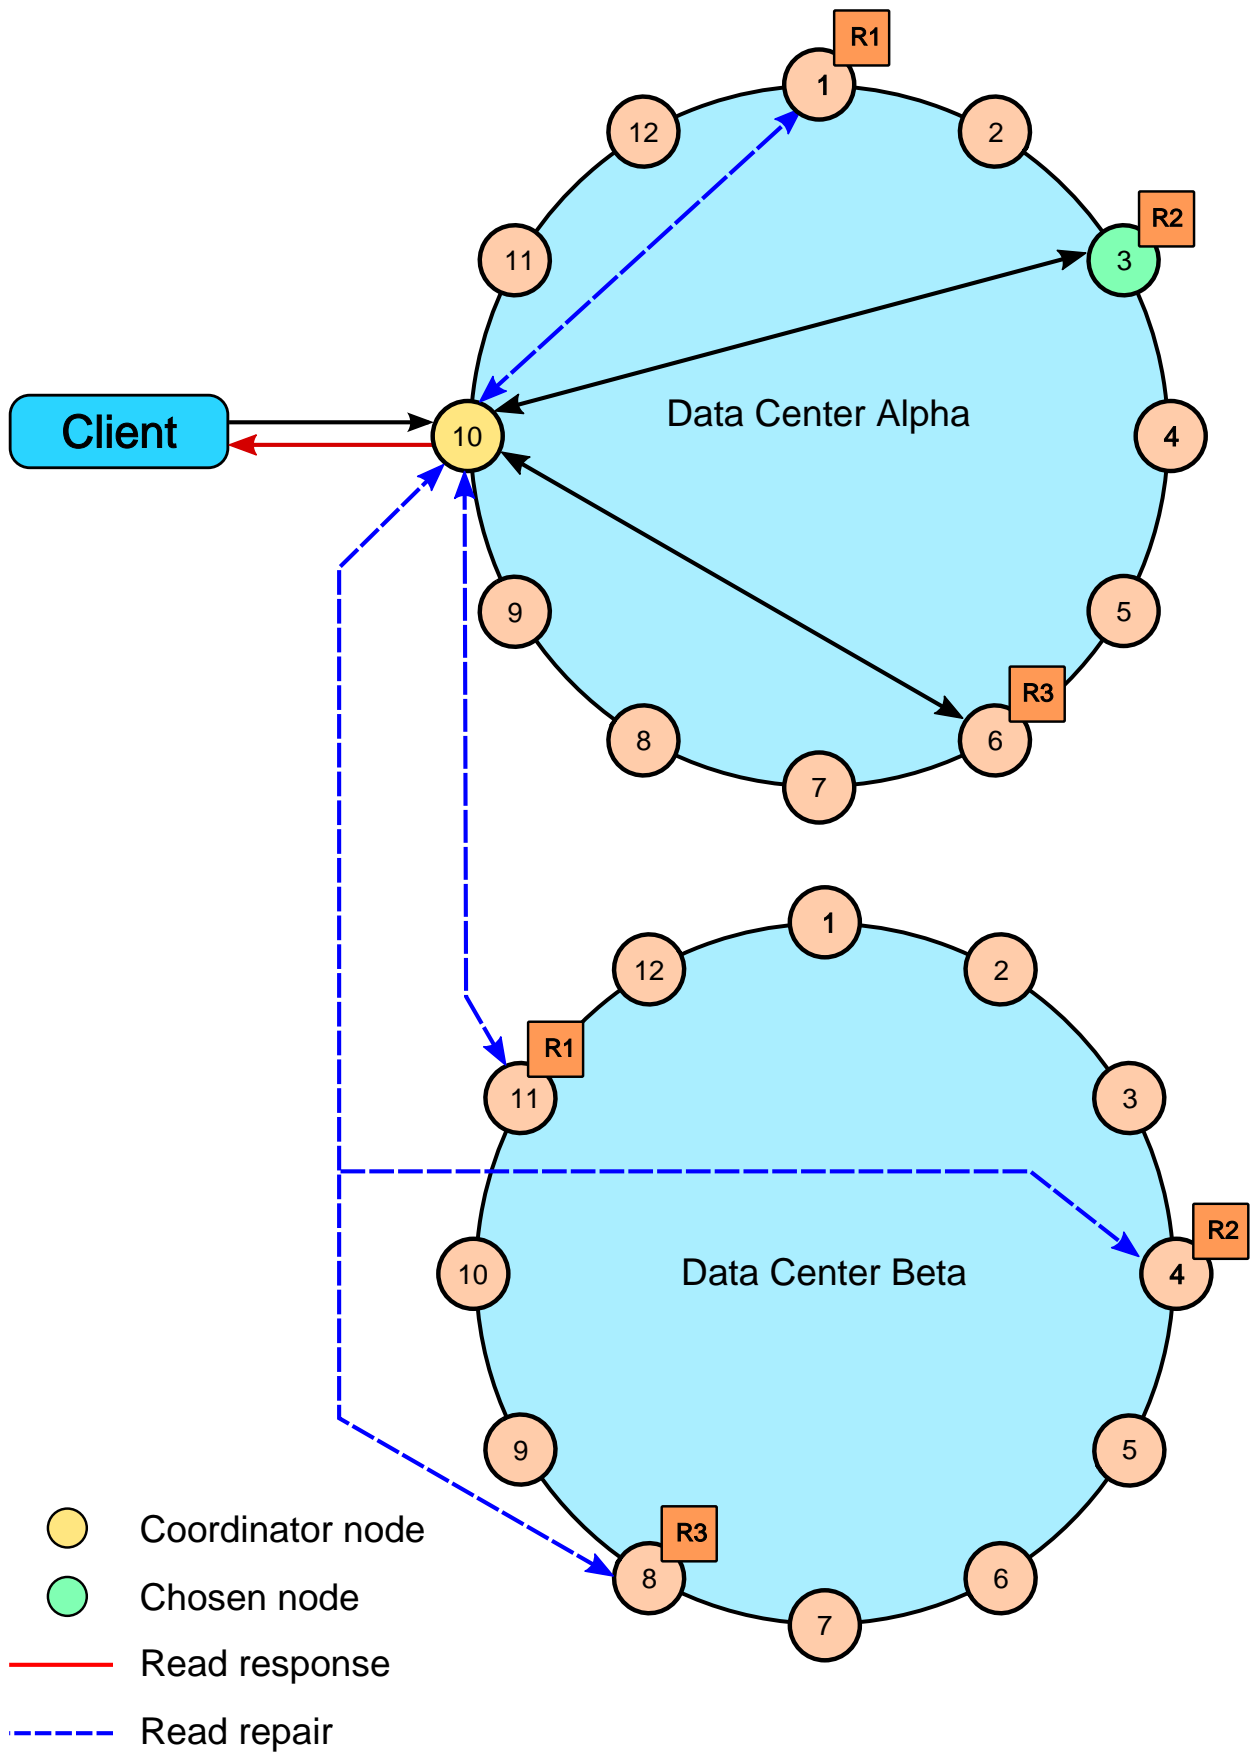 R1
1
12
2
R2
11
3
Client
10
Data Center Alpha
4
9
5
R3
8
6
7
1
12
2
R1
11
3
R2
10
Data Center Beta
4
9
5
R3
8
6
7
Coordinator node
Chosen node
Read response
Read repair